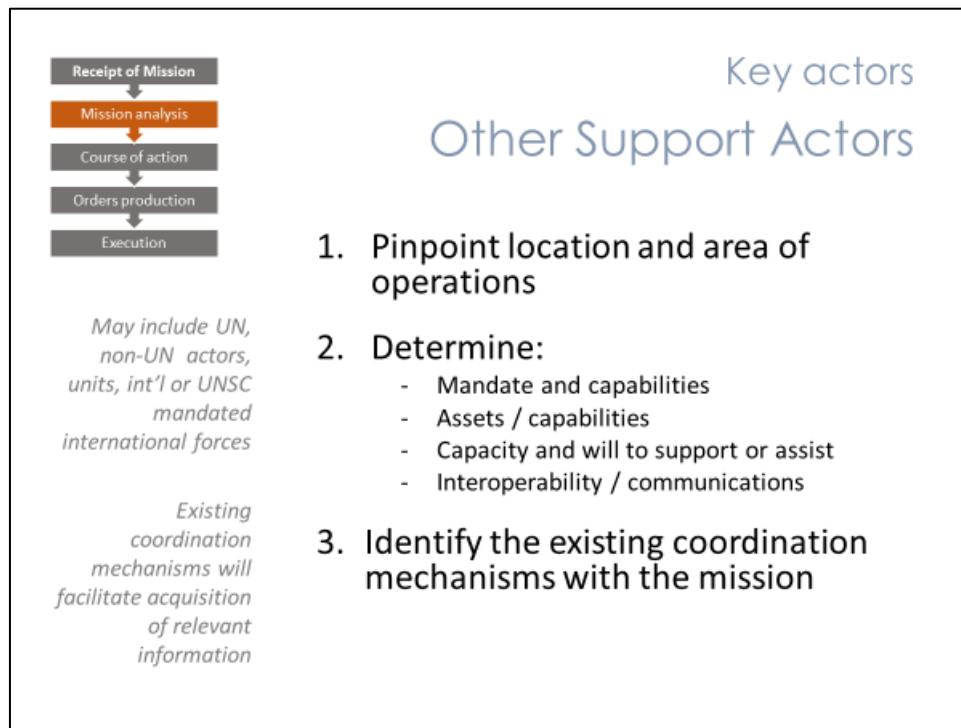 Receipt of Mission
Mission analysis
Course of action
Orders production
Execution
Key actors
Other Support Actors
1. Pinpoint location and area of
operations
2. Determine:
- Mandate and capabilities
- Assets / capabilities
- Capacity and will to support or assist
- Interoperability / communications
3. Identify the existing coordination
mechanisms with the mission
May include UN,
non-UN actors,
units, int’l or UNSC
mandated
international forces
Existing
coordination
mechanisms will
facilitate acquisition
of relevant
information